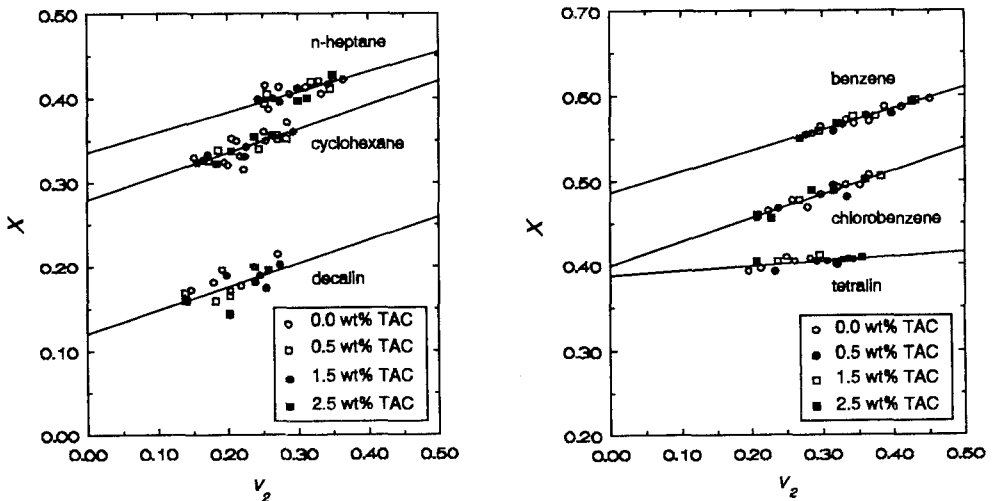 0.50
n-heptane
0.40
cyclohexane
0.30
χ
0.20
decalin
0.10
0.0 wt% TAC
0.5 wt% TAC
1.5 wt% TAC
2.5 wt% TAC
0.00
0.00 0.10 0.20 0.30 0.40 0.50
V2
0.70
benzene
0.60
0.50
χ
chlorobenzene
0.40
tetralin
0.30
0.0 wt% TAC
0.5 wt% TAC
1.5 wt% TAC
2.5 wt% TAC
0.20
0.00 0.10 0.20 0.30 0.40 0.50
V2